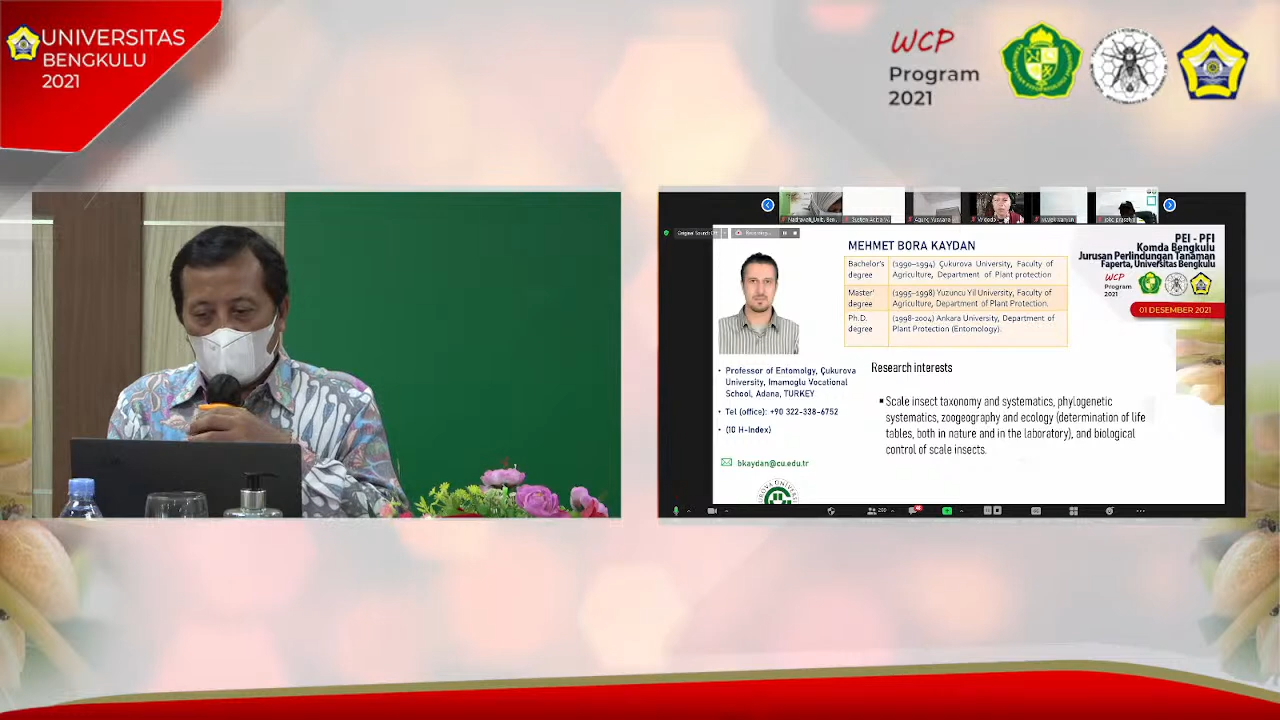 UNIVERSITAS
BENGKULU
2021
WCP
Program
2021
Original Sound: Off
MEHMET BORA KAYDAN
Bachelor's degree
(1990–1994) Çukurova University, Faculty of
Agriculture, Department of Plant protection
Master' degree
(1995–1998) Yuzuncu Yil University, Faculty of
Agriculture, Department of Plant Protection.
Ph.D. degree
(1998-2004) Ankara University, Department of
Plant Protection (Entomology).
• Professor of Entomolgy, Çukurova
University, Imamoglu Vocational
School, Adana, TURKEY
• Tel (office): +90 322-338-6752
• (10 H-Index)
bkaydan@cu.edu.tr
Research interests
▪ Scale insect taxonomy and systematics, phylogenetic
systematics, zoogeography and ecology (determination of life
tables, both in nature and in the laboratory), and biological
control of scale insects.
PEI - PFI
Komda Bengkulu
Jurusan Perlindungan Tanaman
Faperta, Universitas Bengkulu
WCP
Program
2021
01 DESEMBER 2021